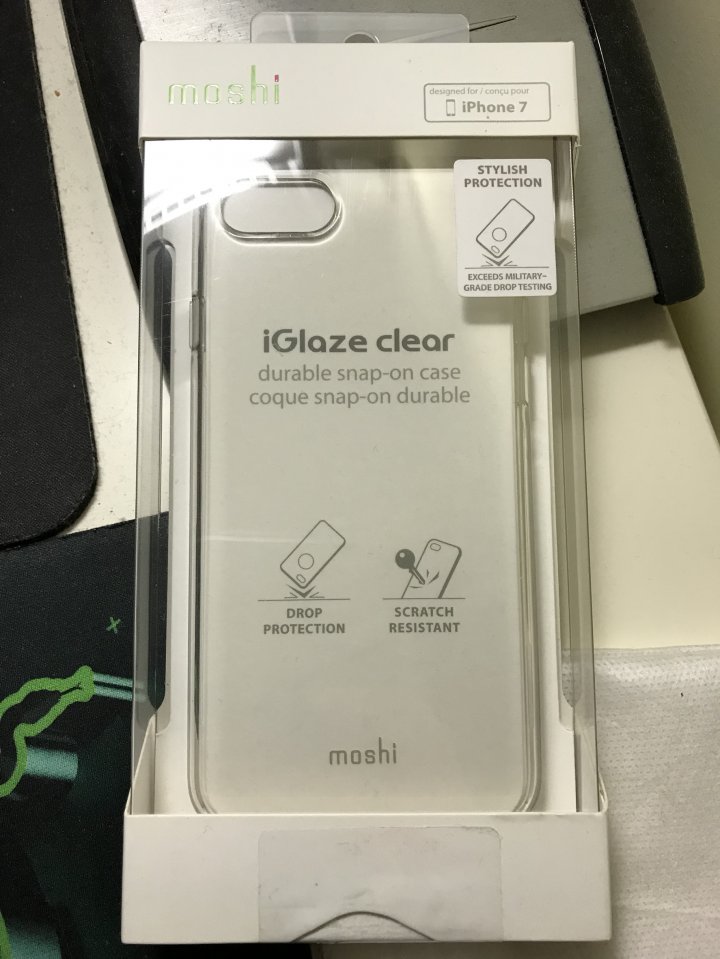 moshi
designed for / conçu pour
iPhone 7
STYLISH
PROTECTION
EXCEEDS MILITARY-
GRADE DROP TESTING
iGlaze clear
durable snap-on case
coque snap-on durable
DROP
PROTECTION
SCRATCH
RESISTANT
moshi